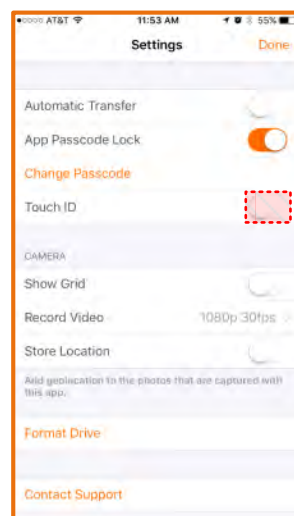 AT&T 11:53 AM 55%
Settings Done
Automatic Transfer
App Passcode Lock
Change Passcode
Touch ID
CAMERA
Show Grid
Record Video 1080p 30fps
Store Location
Add geolocation to the photos that are captured with
this app.
Format Drive
Contact Support